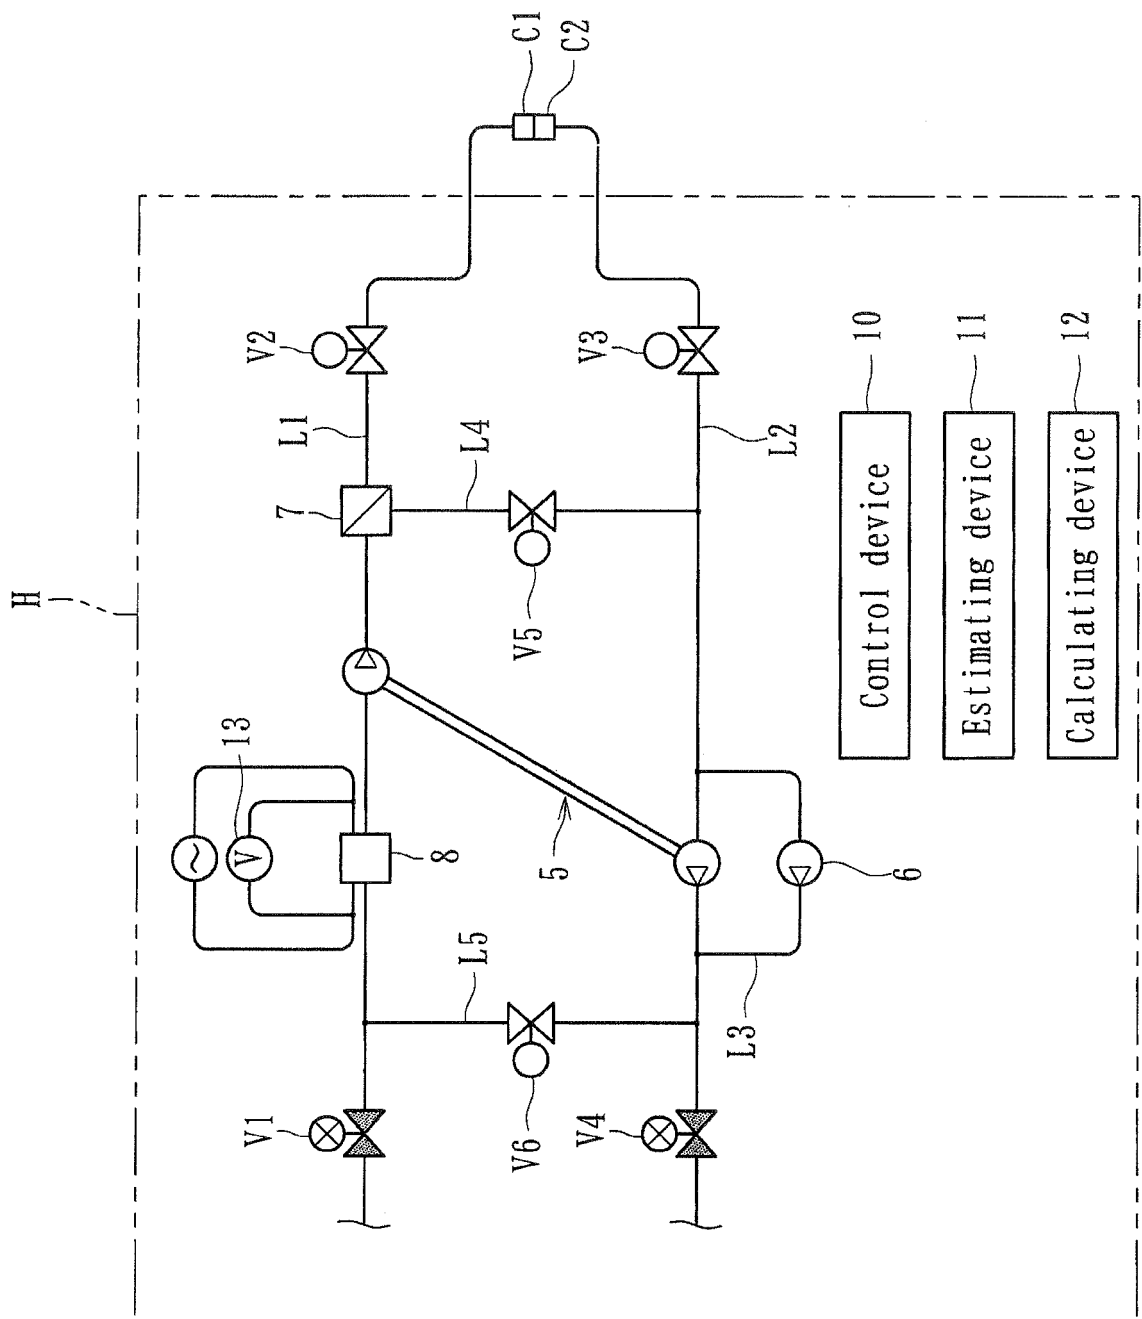 H
C1
C2
V2
V3
L1
L4
L2
7
V5
13
V
8
5
6
L5
L3
V1
V6
V4
Control device
10
Estimating device
11
Calculating device
12